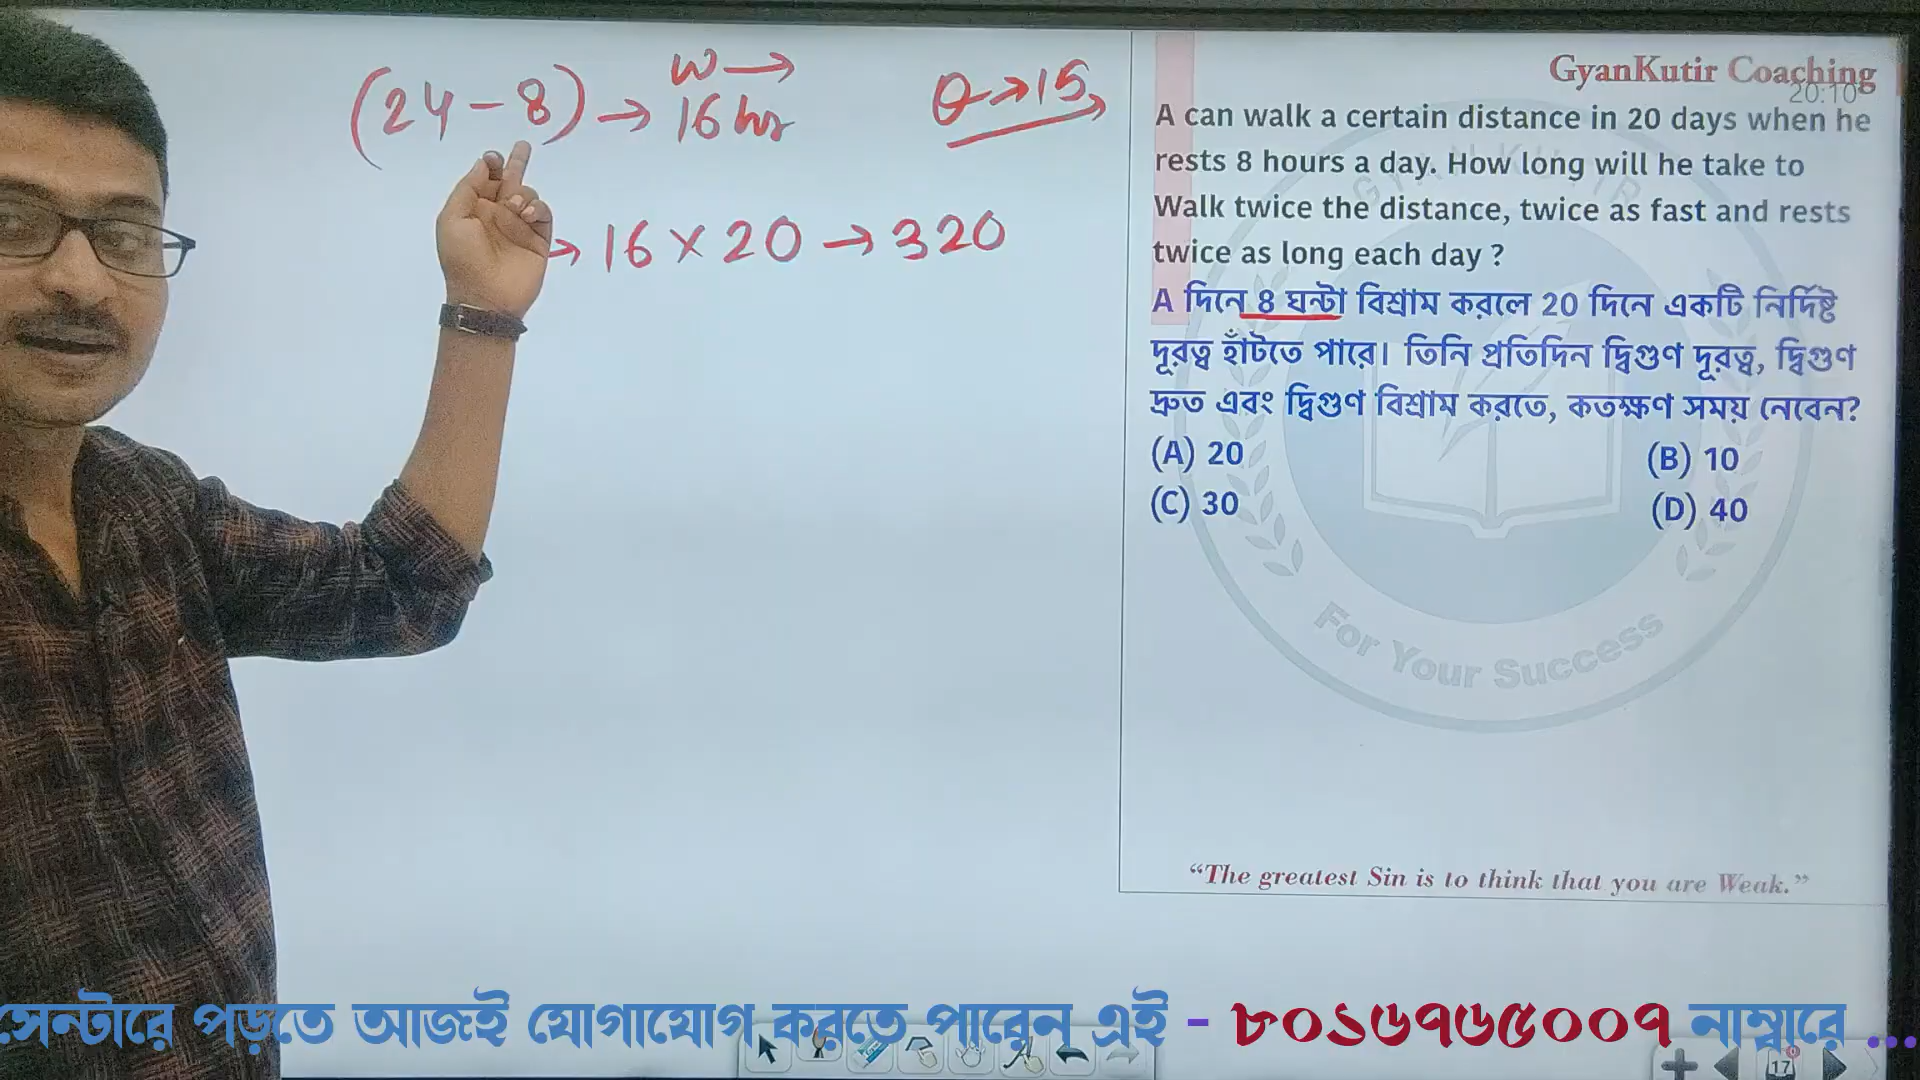 (24-8) → 16 hr
W →
Q → 15
→ 16 × 20 → 320
GyanKutir Coaching
20:10
A can walk a certain distance in 20 days when he
rests 8 hours a day. How long will he take to
Walk twice the distance, twice as fast and rests
twice as long each day ?
A দিনে 8 ঘন্টা বিশ্রাম করলে 20 দিনে একটি নির্দিষ্ট
দূরত্ব হাঁটতে পারে। তিনি প্রতিদিন দ্বিগুণ দূরত্ব, দ্বিগুণ
দ্রুত এবং দ্বিগুণ বিশ্রাম করতে, কতক্ষণ সময় নেবেন?
(A) 20 (B) 10
(C) 30 (D) 40
GYAN KUTIR
For Your Success
“The greatest Sin is to think that you are Weak.”
সেন্টারে পড়তে আজই যোগাযোগ করতে পারেন এই - ৮০১৬৭৬৫০০৭ নাম্বারে ...
17